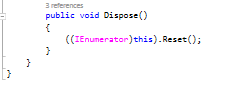 3 references
public void Dispose()
{
((IEnumerator)this).Reset();
}
}
}